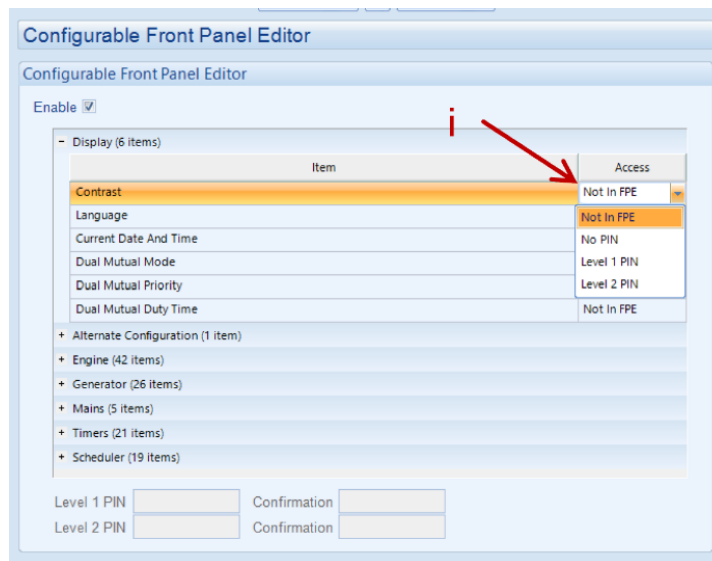 Configurable Front Panel Editor
Configurable Front Panel Editor
Enable
i
- Display (6 items)
Item Access
Contrast Not In FPE
Language Not In FPE
Current Date And Time No PIN
Dual Mutual Mode Level 1 PIN
Dual Mutual Priority Level 2 PIN
Dual Mutual Duty Time Not In FPE
+ Alternate Configuration (1 item)
+ Engine (42 items)
+ Generator (26 items)
+ Mains (5 items)
+ Timers (21 items)
+ Scheduler (19 items)
Level 1 PIN Confirmation
Level 2 PIN Confirmation